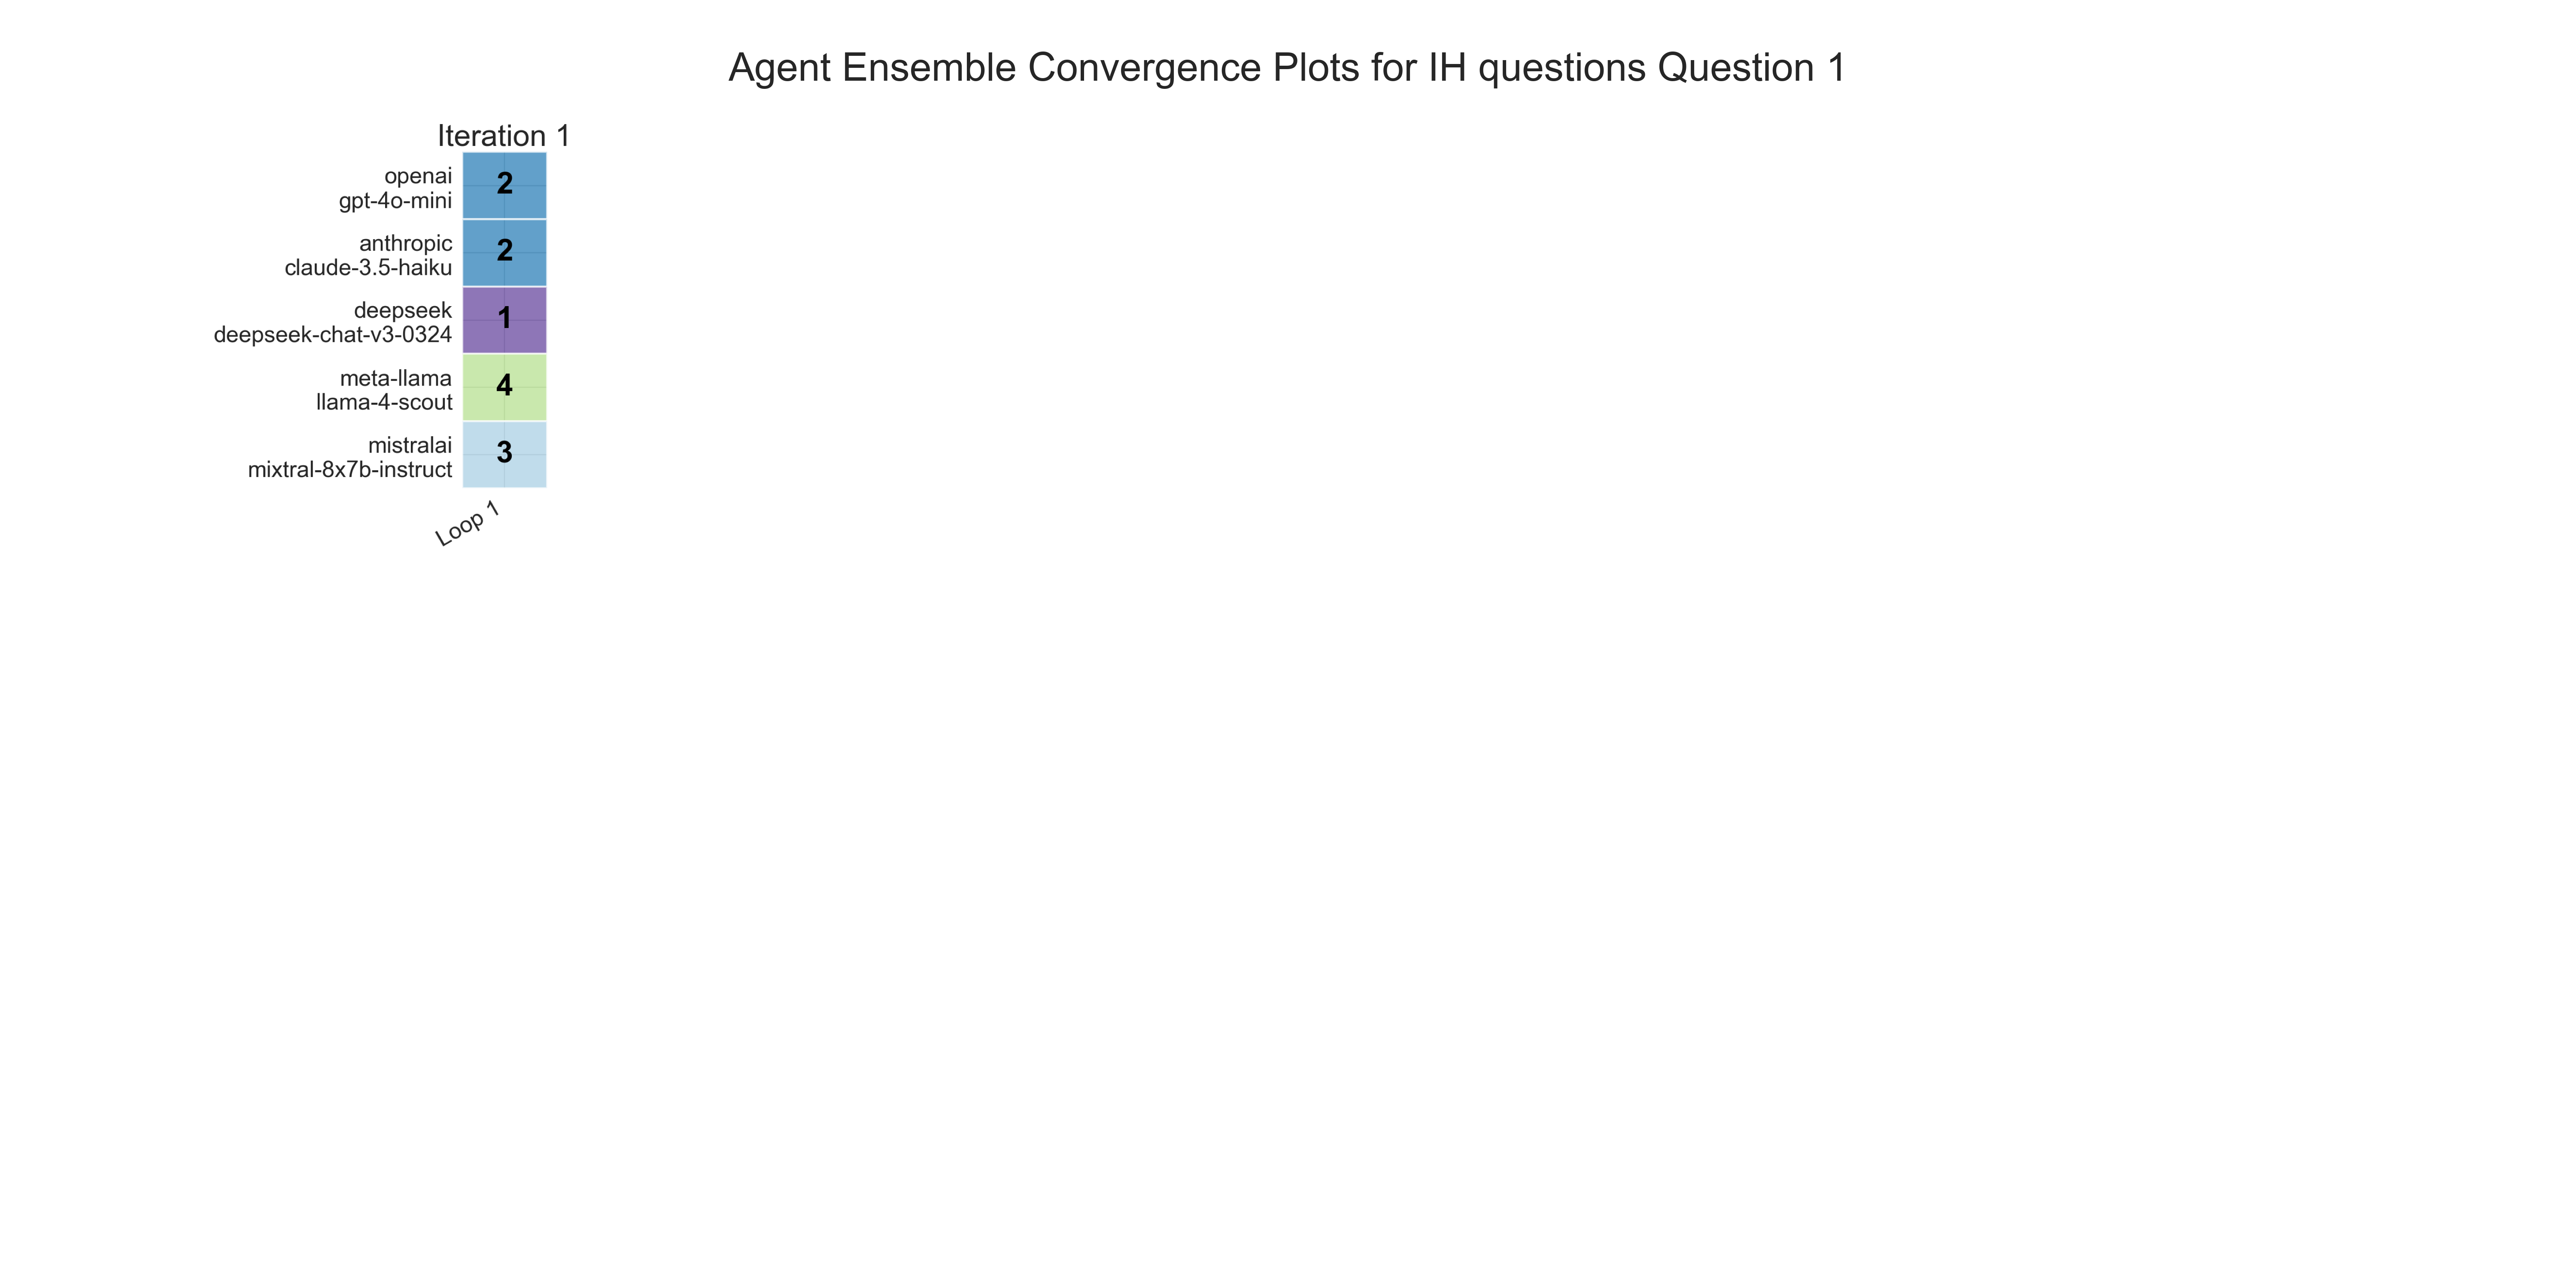 Agent Ensemble Convergence Plots for IH questions Question 1
Iteration 1
openai
gpt-4o-mini
2
anthropic
claude-3.5-haiku
2
deepseek
deepseek-chat-v3-0324
1
meta-llama
llama-4-scout
4
mistralai
mixtral-8x7b-instruct
3
Loop 1